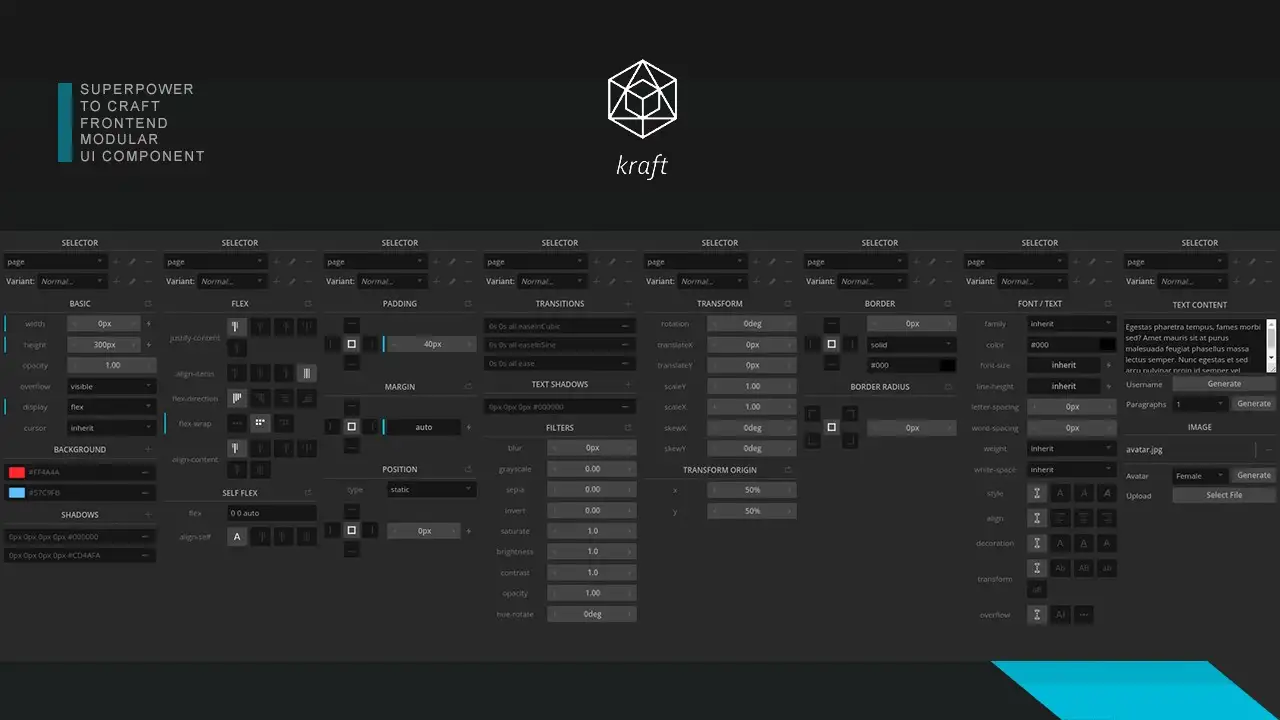 SUPERPOWER
TO CRAFT
FRONTEND
MODULAR
UI COMPONENT
kraft
SELECTOR
page
Variant: Normal...
BASIC
width 0px
height 300px
opacity 1.00
overflow visible
display flex
cursor inherit
BACKGROUND
#FF4A4A
SHADOWS
0px 0px 0px 0px #000000
0px 0px 0px 0px #CD4AFA
SELECTOR
page
Variant: Normal...
FLEX
justify-content
align-items
flex-direction
flex-wrap
align-content
SELF FLEX
flex 0 0 auto
align-self A
SELECTOR
page
Variant: Normal...
PADDING
40px
MARGIN
auto
POSITION
type static
0px
SELECTOR
page
Variant: Normal...
TRANSITIONS
0s 0s all easeInCubic
0s 0s all easeIcSine
0s 0s all ease
TEXT SHADOWS
0px 0px 0px #000000
FILTERS
blur 0px
grayscale 0.00
sepia 0.00
invert 0.00
saturate 1.0
brightness 1.0
contrast 1.0
opacity 1.00
hue-rotate 0deg
SELECTOR
page
Variant: Normal...
TRANSFORM
rotation 0deg
translateX 0px
translateY 0px
scaleY 1.00
scaleX 1.00
skewX 0deg
skewY 0deg
TRANSFORM ORIGIN
x 50%
y 50%
SELECTOR
page
Variant: Normal...
BORDER
0px
solid
#000
BORDER RADIUS
0px
SELECTOR
page
Variant: Normal...
FONT / TEXT
family inherit
color #000
font-size inherit
line-height inherit
letter-spacing 0px
word-spacing 0px
weight inherit
white-space inherit
style A A A
align
decoration A A A
transform Ab AB ab
overflow
SELECTOR
page
Variant: Normal...
TEXT CONTENT
Egestas pharetra tempus, fames morbi
sed? Amet mauris sit at purus
malesuada feugiat phasellus massa
lectus semper. Nunc egestas et sed
arcu pulvinar proin id semper vel
Username Generate
Paragraphs 1 Generate
IMAGE
avatar.jpg
Avatar Female Generate
Upload Select File